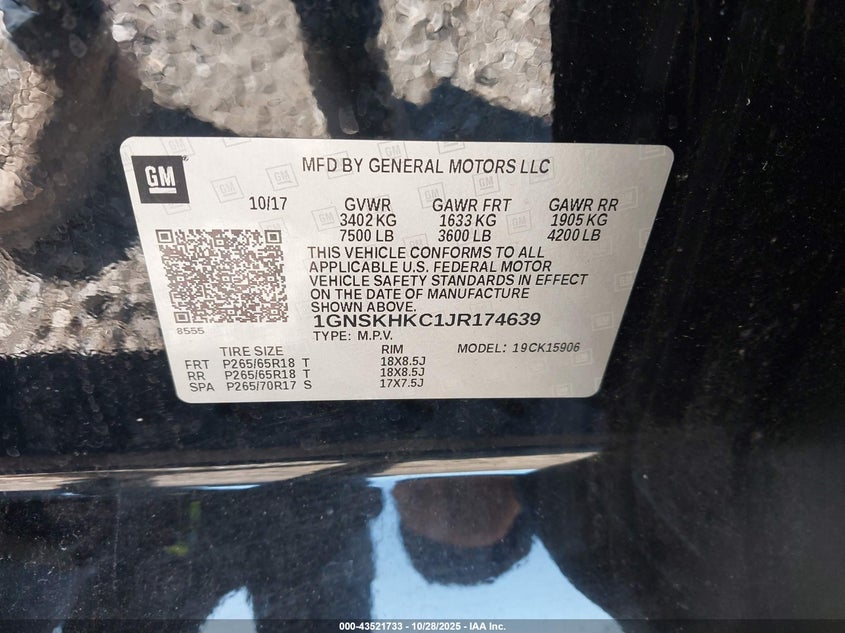 GM
MFD BY GENERAL MOTORS LLC
10/17 GVWR GAWR FRT GAWR RR
3402 KG 1633 KG 1905 KG
7500 LB 3600 LB 4200 LB
THIS VEHICLE CONFORMS TO ALL
APPLICABLE U.S. FEDERAL MOTOR
VEHICLE SAFETY STANDARDS IN EFFECT
ON THE DATE OF MANUFACTURE
SHOWN ABOVE.
8555
1GNSKHKC1JR174639
TYPE: M.P.V. MODEL: 19CK15906
TIRE SIZE RIM
FRT P265/65R18 T 18X8.5J
RR P265/65R18 T 18X8.5J
SPA P265/70R17 S 17X7.5J
000-43521733 - 10/28/2025 - IAA Inc.